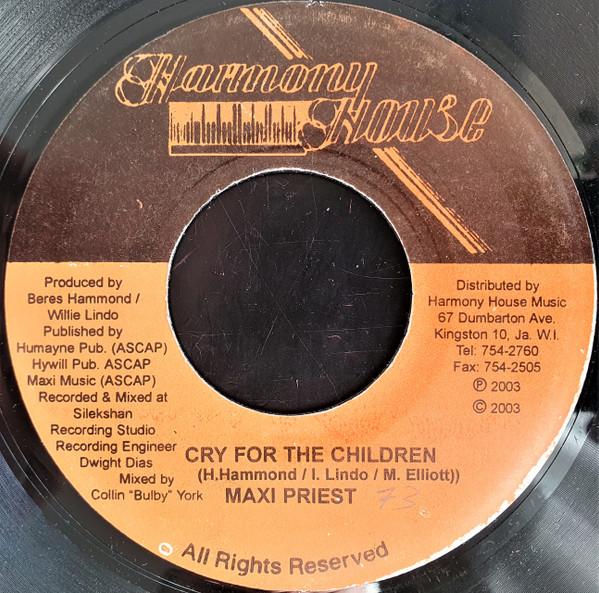 Harmony
House
Produced by
Beres Hammond /
Willie Lindo
Published by
Humayne Pub. (ASCAP)
Hywill Pub. ASCAP
Maxi Music (ASCAP)
Recorded & Mixed at
Silekshan
Recording Studio
Recording Engineer
Dwight Dias
Mixed by
Collin "Bulby" York
Distributed by
Harmony House Music
67 Dumbarton Ave.
Kingston 10, Ja. W.I.
Tel: 754-2760
Fax: 754-2505
℗ 2003
© 2003
CRY FOR THE CHILDREN
(H.Hammond / I. Lindo / M. Elliott))
MAXI PRIEST 73
All Rights Reserved